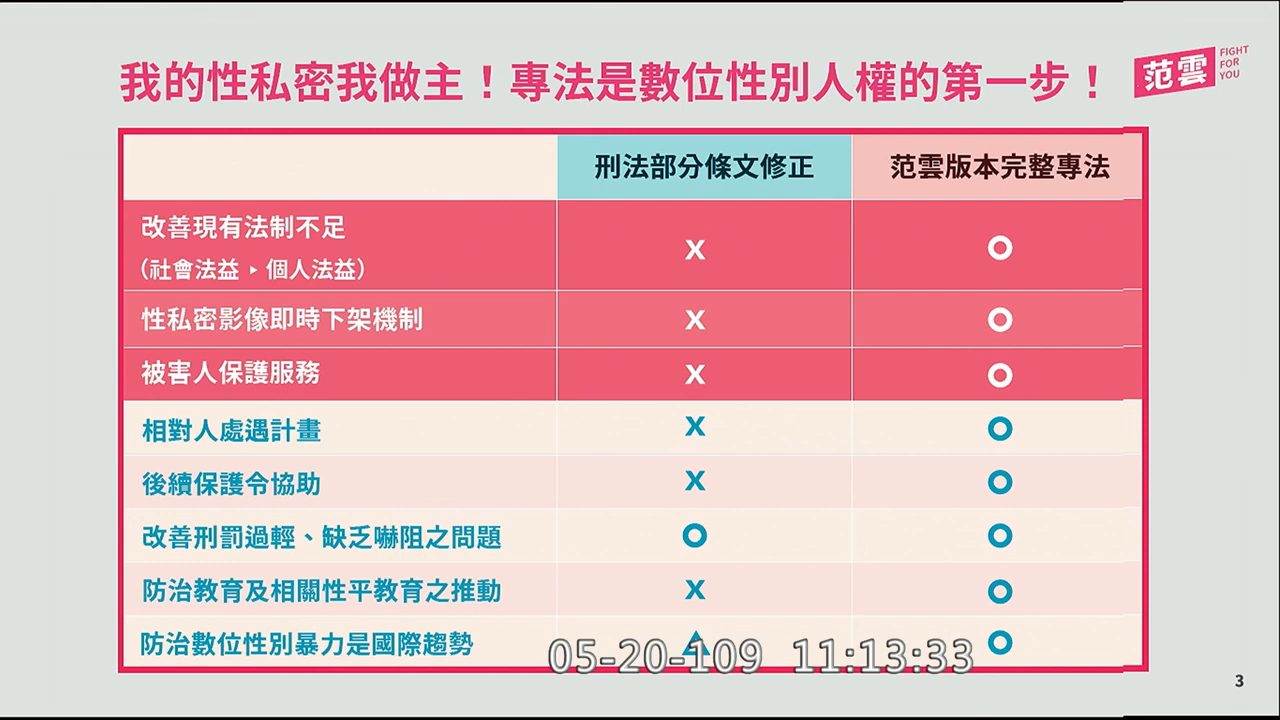 我的性私密我做主！專法是數位性別人權的第一步！
范雲
FIGHT
FOR
YOU
刑法部分條文修正 范雲版本完整專法
改善現有法制不足
(社會法益 ▸ 個人法益) X O
性私密影像即時下架機制 X O
被害人保護服務 X O
相對人處遇計畫 X O
後續保護令協助 X O
改善刑罰過輕、缺乏嚇阻之問題 O O
防治教育及相關性平教育之推動 X O
防治數位性別暴力是國際趨勢 ▲ O
05-20-109 11:13:33
3